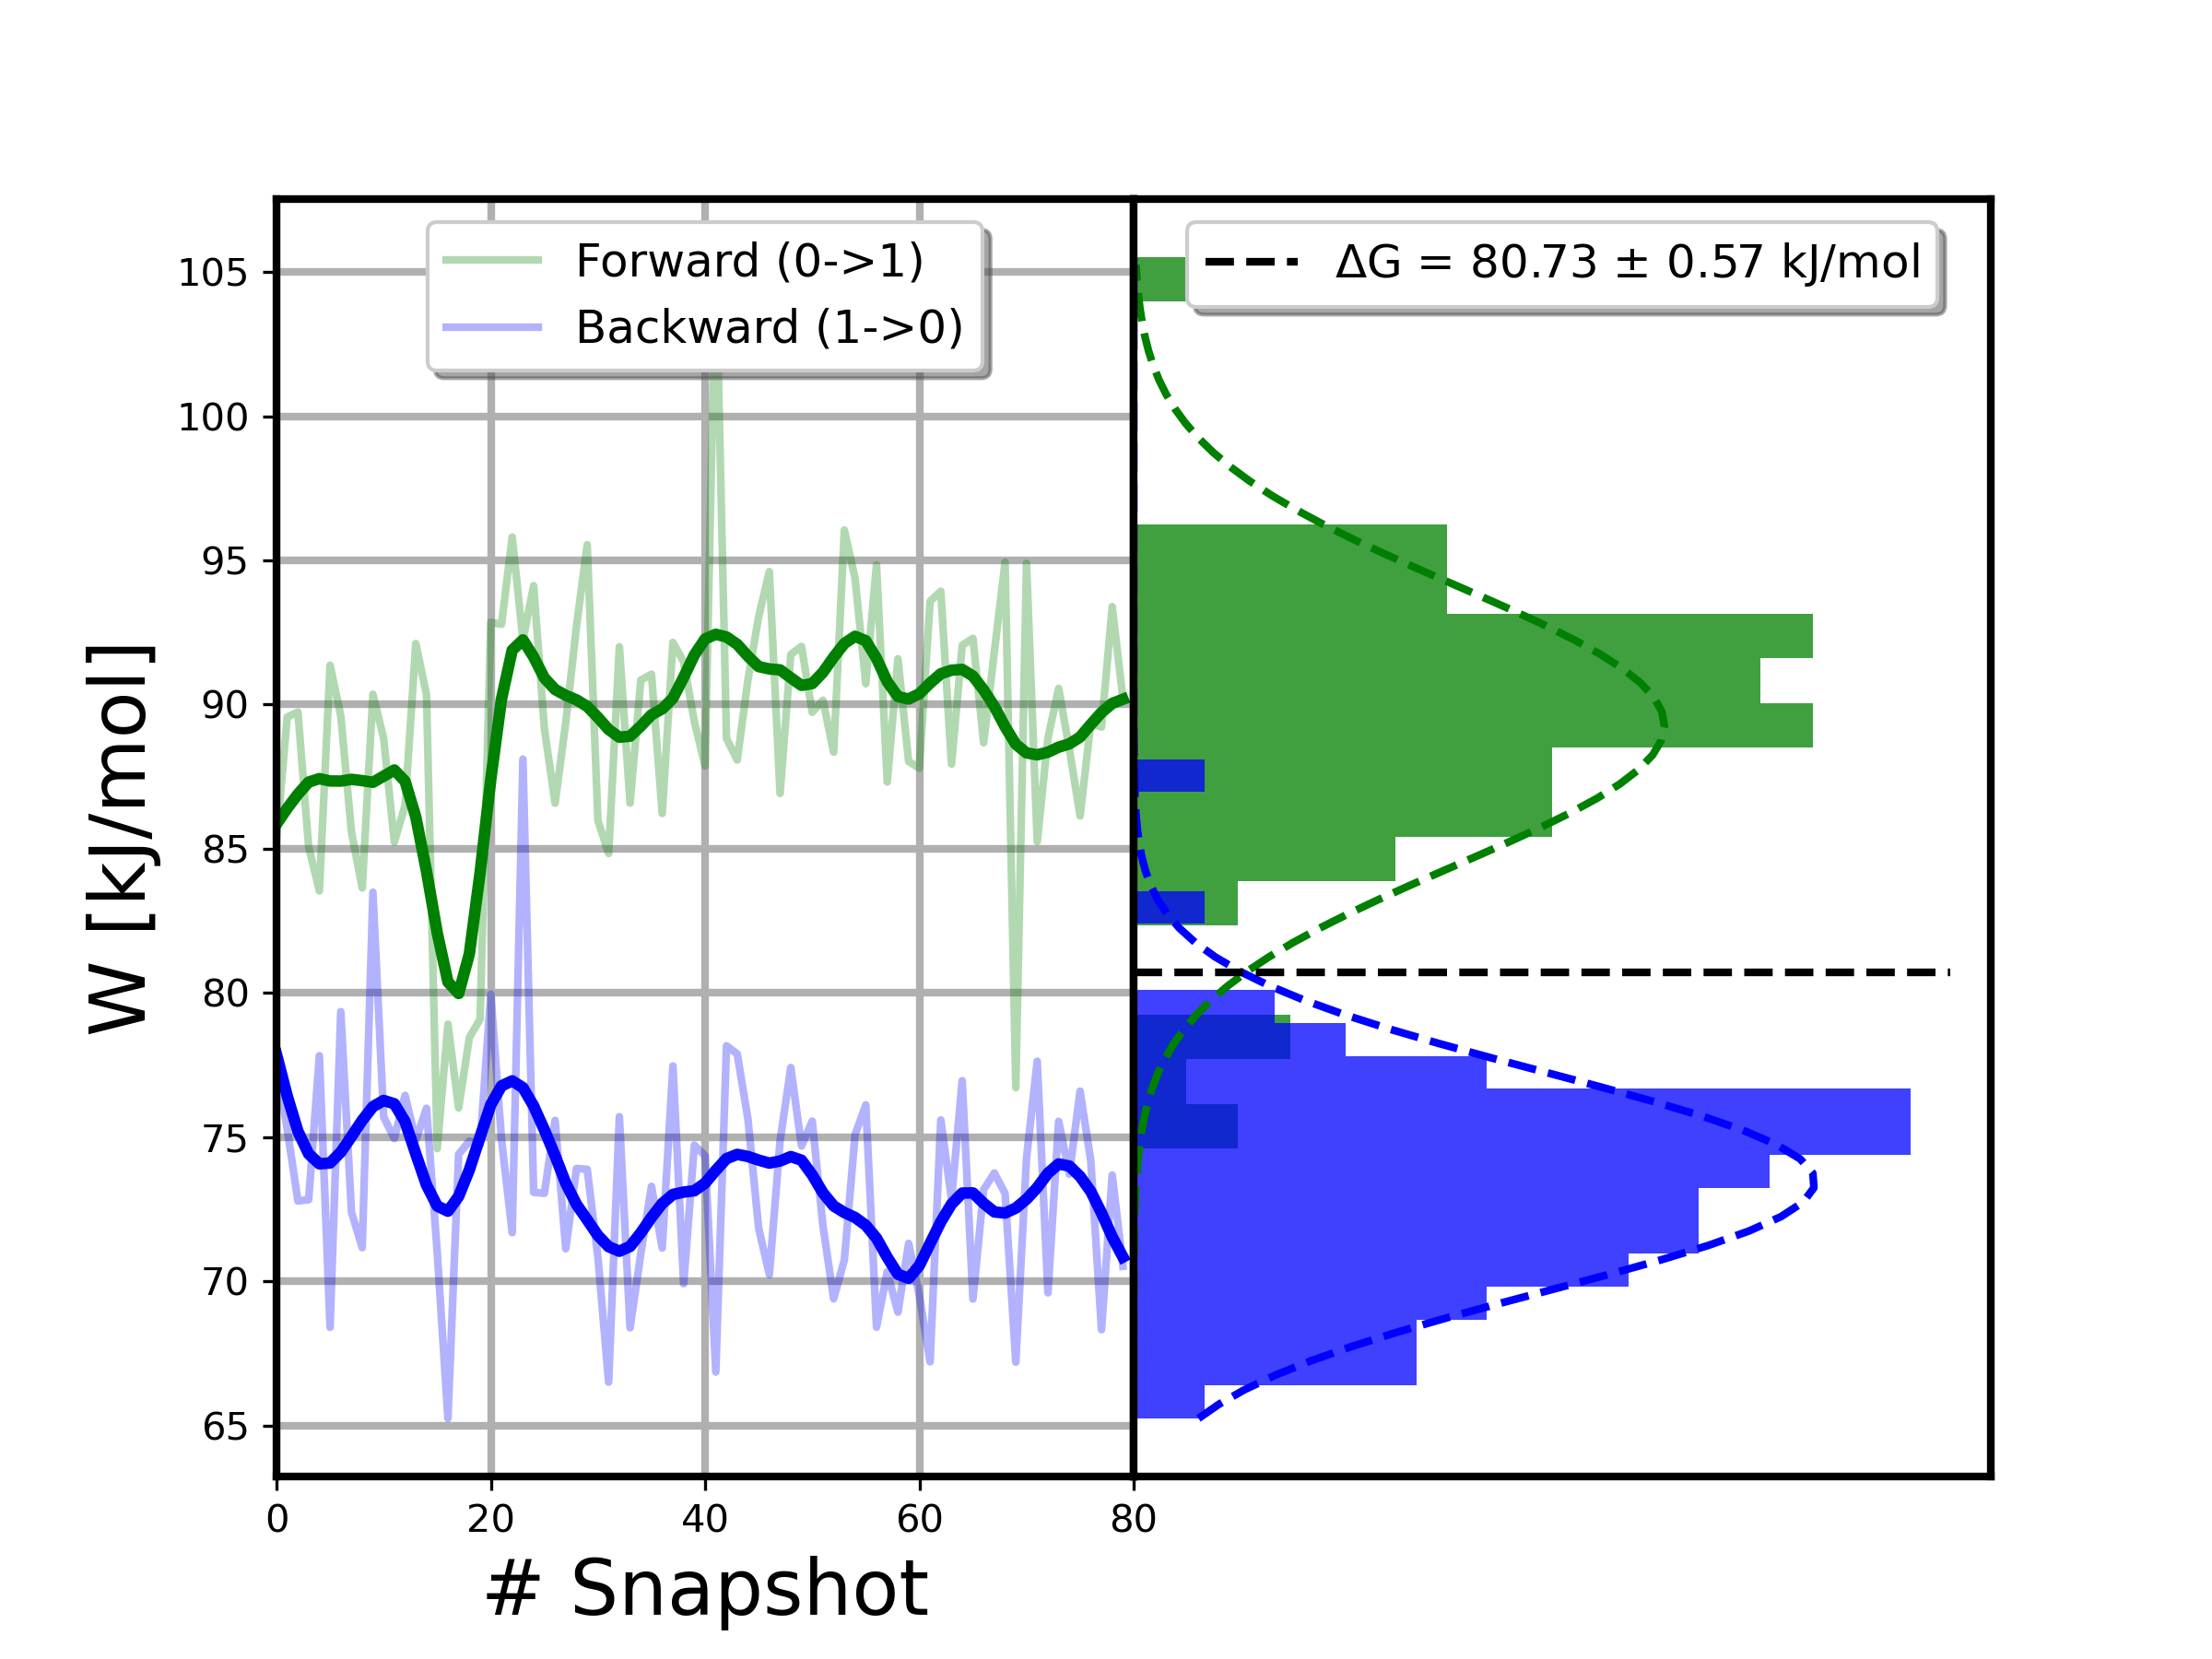 Forward (0->1)
Backward (1->0)
ΔG = 80.73 ± 0.57 kJ/mol
105
100
95
90
85
80
75
70
65
W [kJ/mol]
0 20 40 60 80
# Snapshot